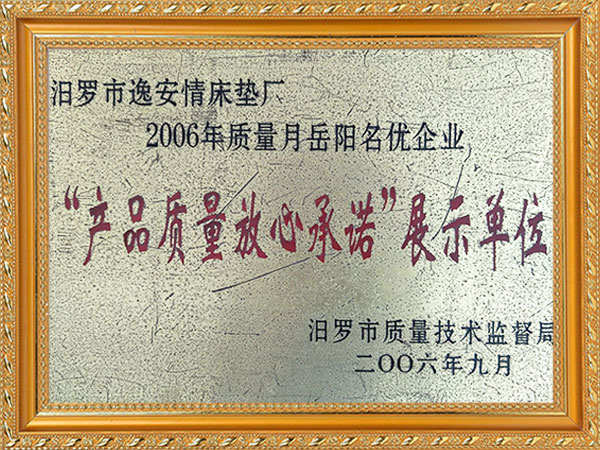 汨罗市逸安情床垫厂
2006年质量月岳阳名优企业
“产品质量放心承诺”展示单位
汨罗市质量技术监督局
二〇〇六年九月